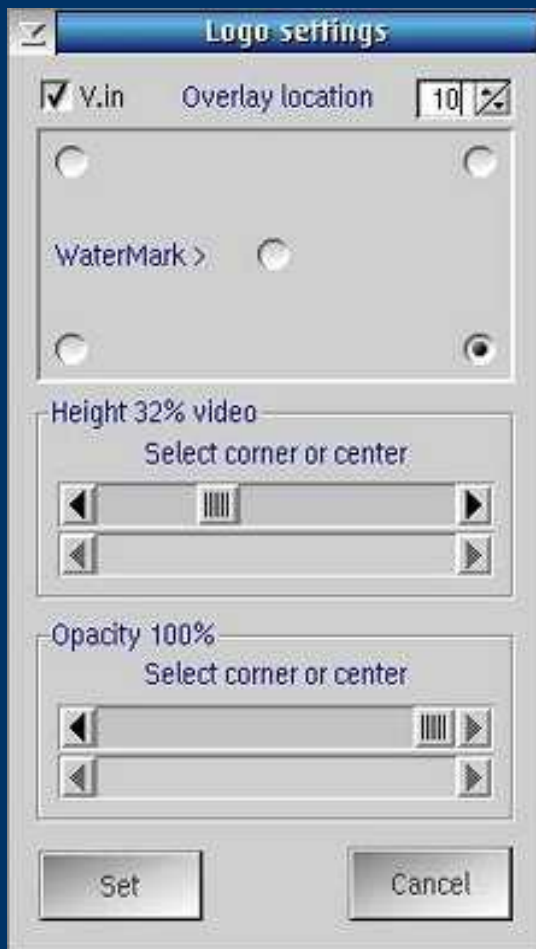 Logo settings
V.in Overlay location 10
WaterMark >
Height 32% video
Select corner or center
Opacity 100%
Select corner or center
Set Cancel